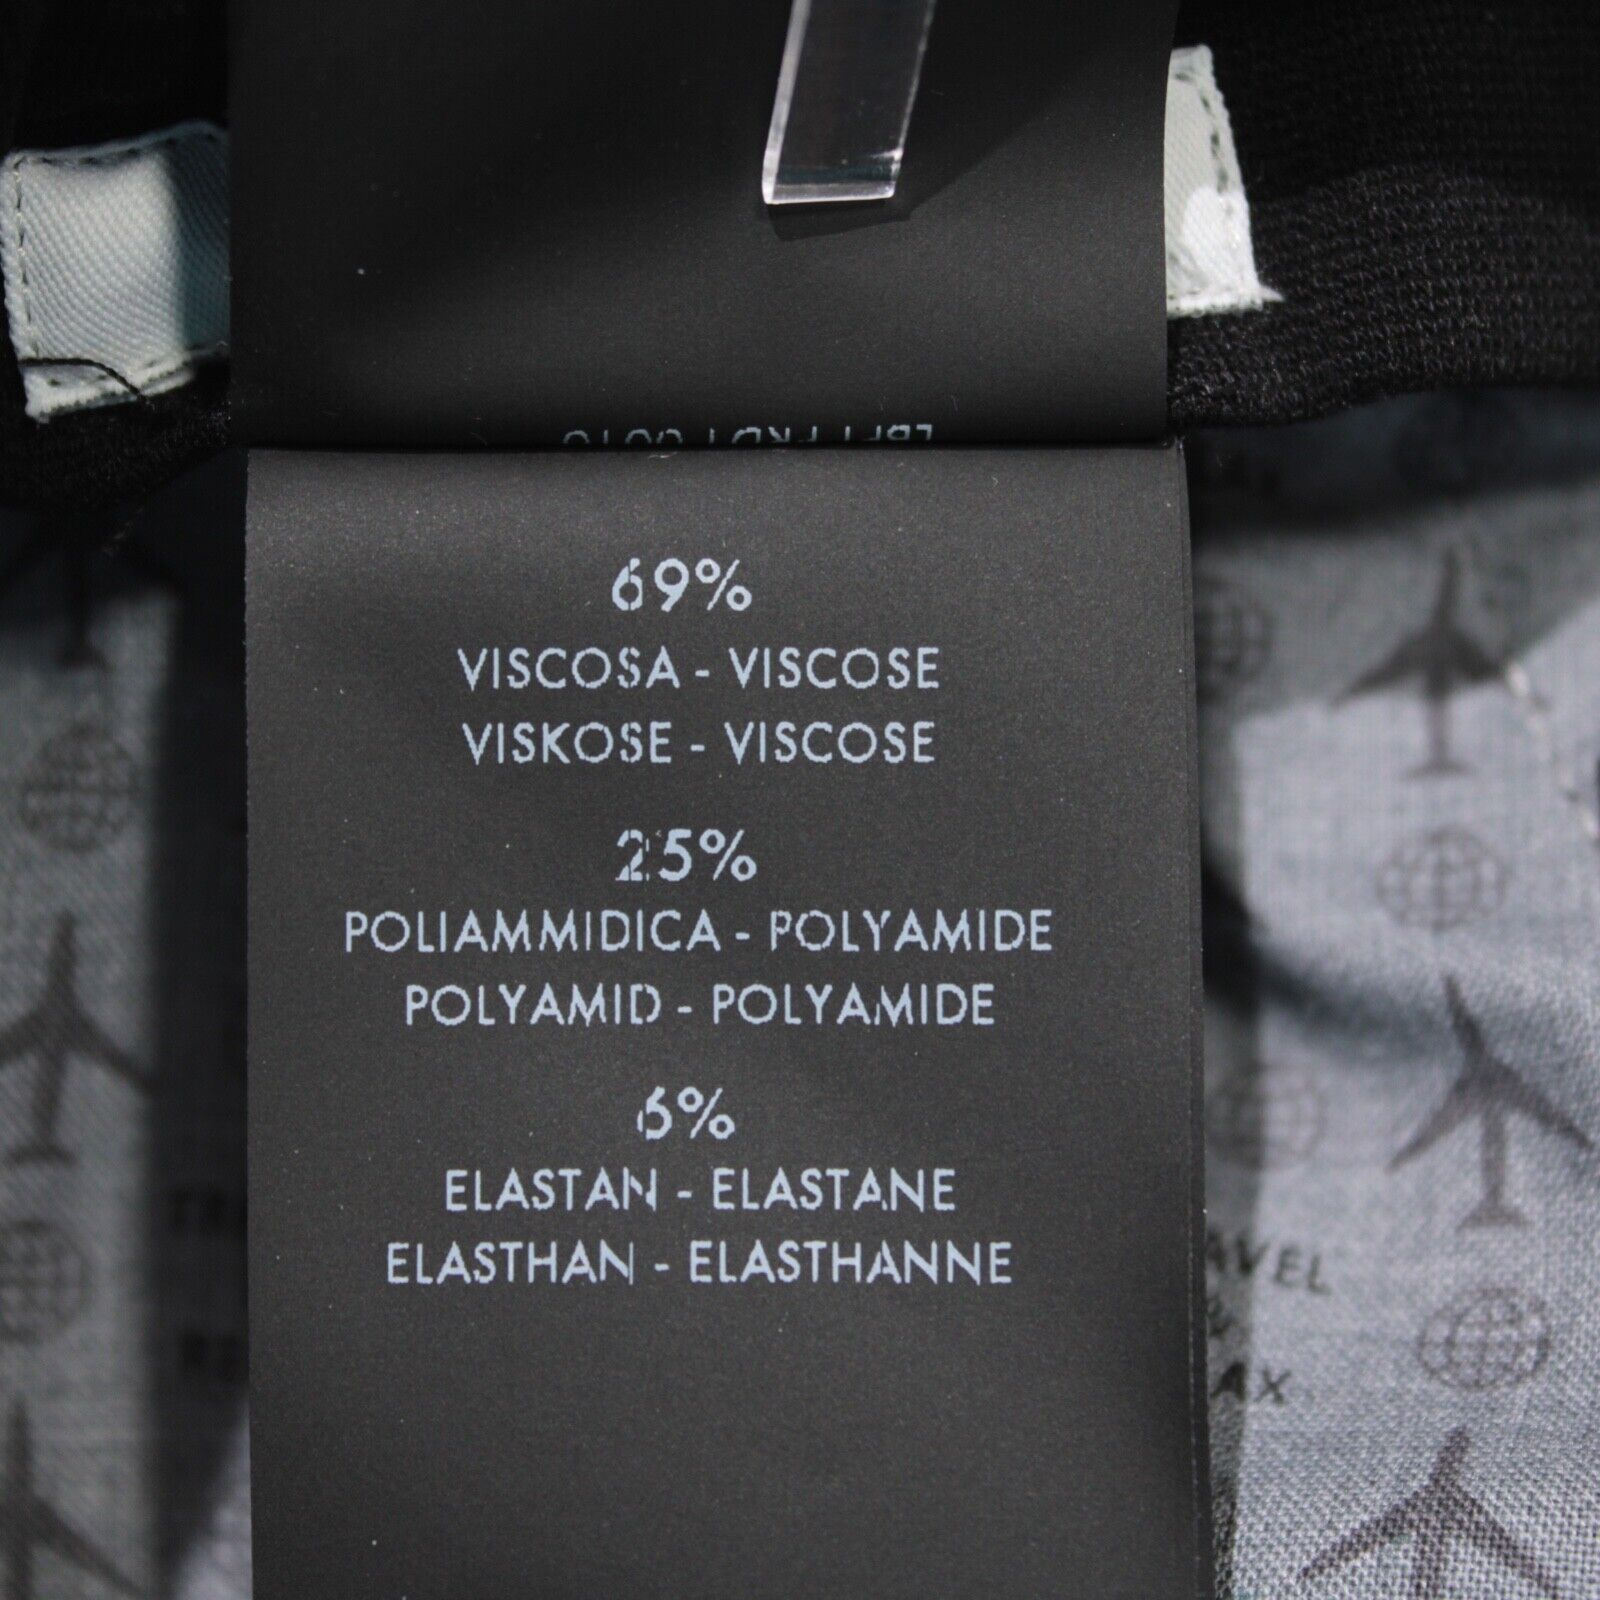 69%
VISCOSA - VISCOSE
VISKOSE - VISCOSE
25%
POLIAMMIDICA - POLYAMIDE
POLYAMID - POLYAMIDE
6%
ELASTAN - ELASTANE
ELASTHAN - ELASTHANNE